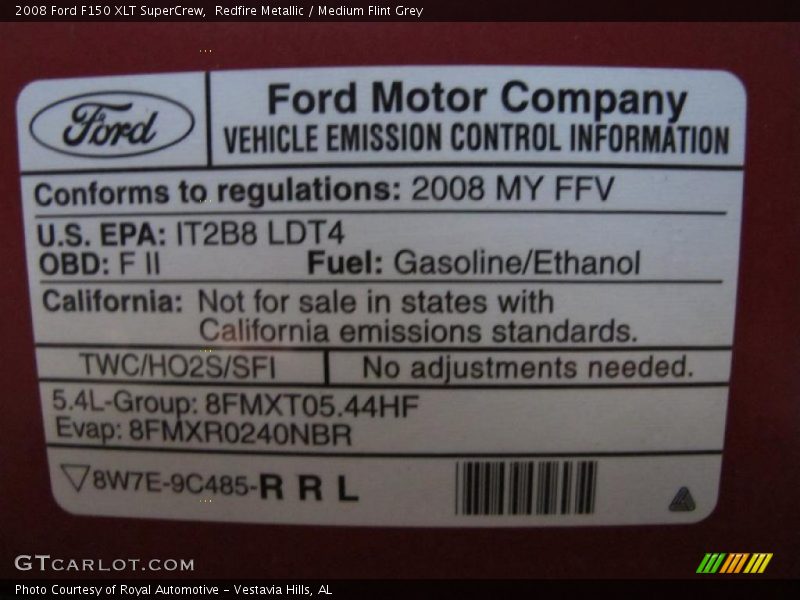 2008 Ford F150 XLT SuperCrew,  Redfire Metallic / Medium Flint Grey
Ford
Ford Motor Company
VEHICLE EMISSION CONTROL INFORMATION
Conforms to regulations: 2008 MY FFV
U.S. EPA: IT2B8 LDT4
OBD: F II Fuel: Gasoline/Ethanol
California: Not for sale in states with
California emissions standards.
TWC/HO2S/SFI No adjustments needed.
5.4L-Group: 8FMXT05.44HF
Evap: 8FMXR0240NBR
8W7E-9C485-R R L
GTCARLOT.COM
Photo Courtesy of Royal Automotive - Vestavia Hills, AL